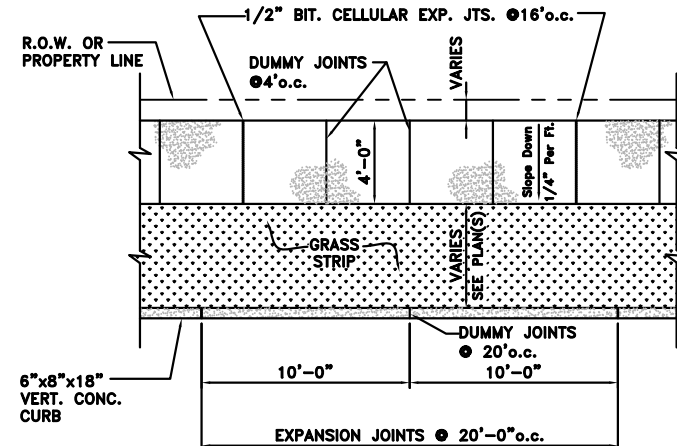 1/2" BIT. CELLULAR EXP. JTS. @16'o.c.
R.O.W. OR
PROPERTY LINE
DUMMY JOINTS
@4'o.c.
VARIES
4'-0"
Slope Down
1/4" Per Ft.
GRASS
STRIP
VARIES
SEE PLAN(S).
DUMMY JOINTS
@ 20'o.c.
6"x8"x18"
VERT. CONC.
CURB
10'-0"
10'-0"
EXPANSION JOINTS @ 20'-0"o.c.